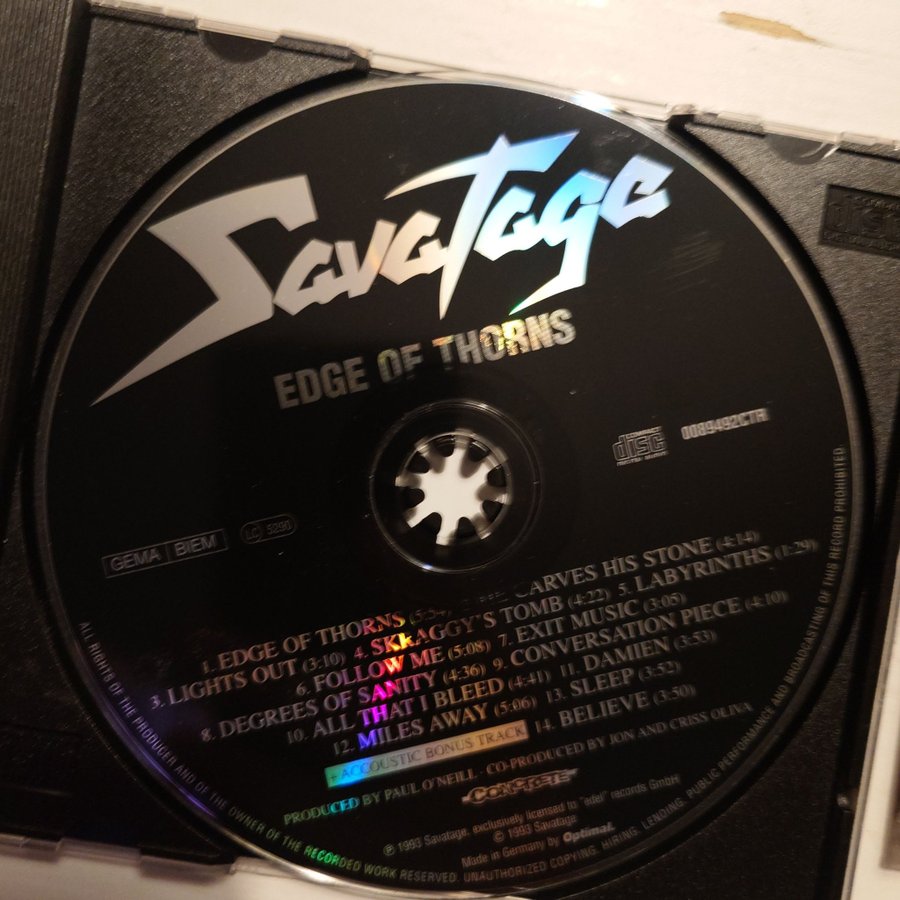 Savatage
EDGE OF THORNS
COMPACT
disc
DIGITAL AUDIO
0089492CTR
GEMA BIEM
LC 5290
1. EDGE OF THORNS (5:54) CARVES HIS STONE (4:14)
3. LIGHTS OUT (3:10) 4. SKRAGGY'S TOMB (4:22) 5. LABYRINTHS (1:29)
6. FOLLOW ME (5:08) 7. EXIT MUSIC (3:05)
8. DEGREES OF SANITY (4:36) 9. CONVERSATION PIECE (4:10)
10. ALL THAT I BLEED (4:41) 11. DAMIEN (3:53)
12. MILES AWAY (5:06) 13. SLEEP (3:52)
+ ACCOUSTIC BONUS TRACK 14. BELIEVE (3:50)
PRODUCED BY PAUL O'NEILL · CO-PRODUCED BY JON AND CRISS OLIVA
CONCRETE
℗ 1993 Savatage, exclusively licensed to "edel" records GmbH
© 1993 Savatage
Made in Germany by Optimal.
ALL RIGHTS OF THE PRODUCER AND OF THE OWNER OF THE RECORDED WORK RESERVED. UNAUTHORIZED COPYING, HIRING, LENDING, PUBLIC PERFORMANCE AND BROADCASTING OF THIS RECORD PROHIBITED.